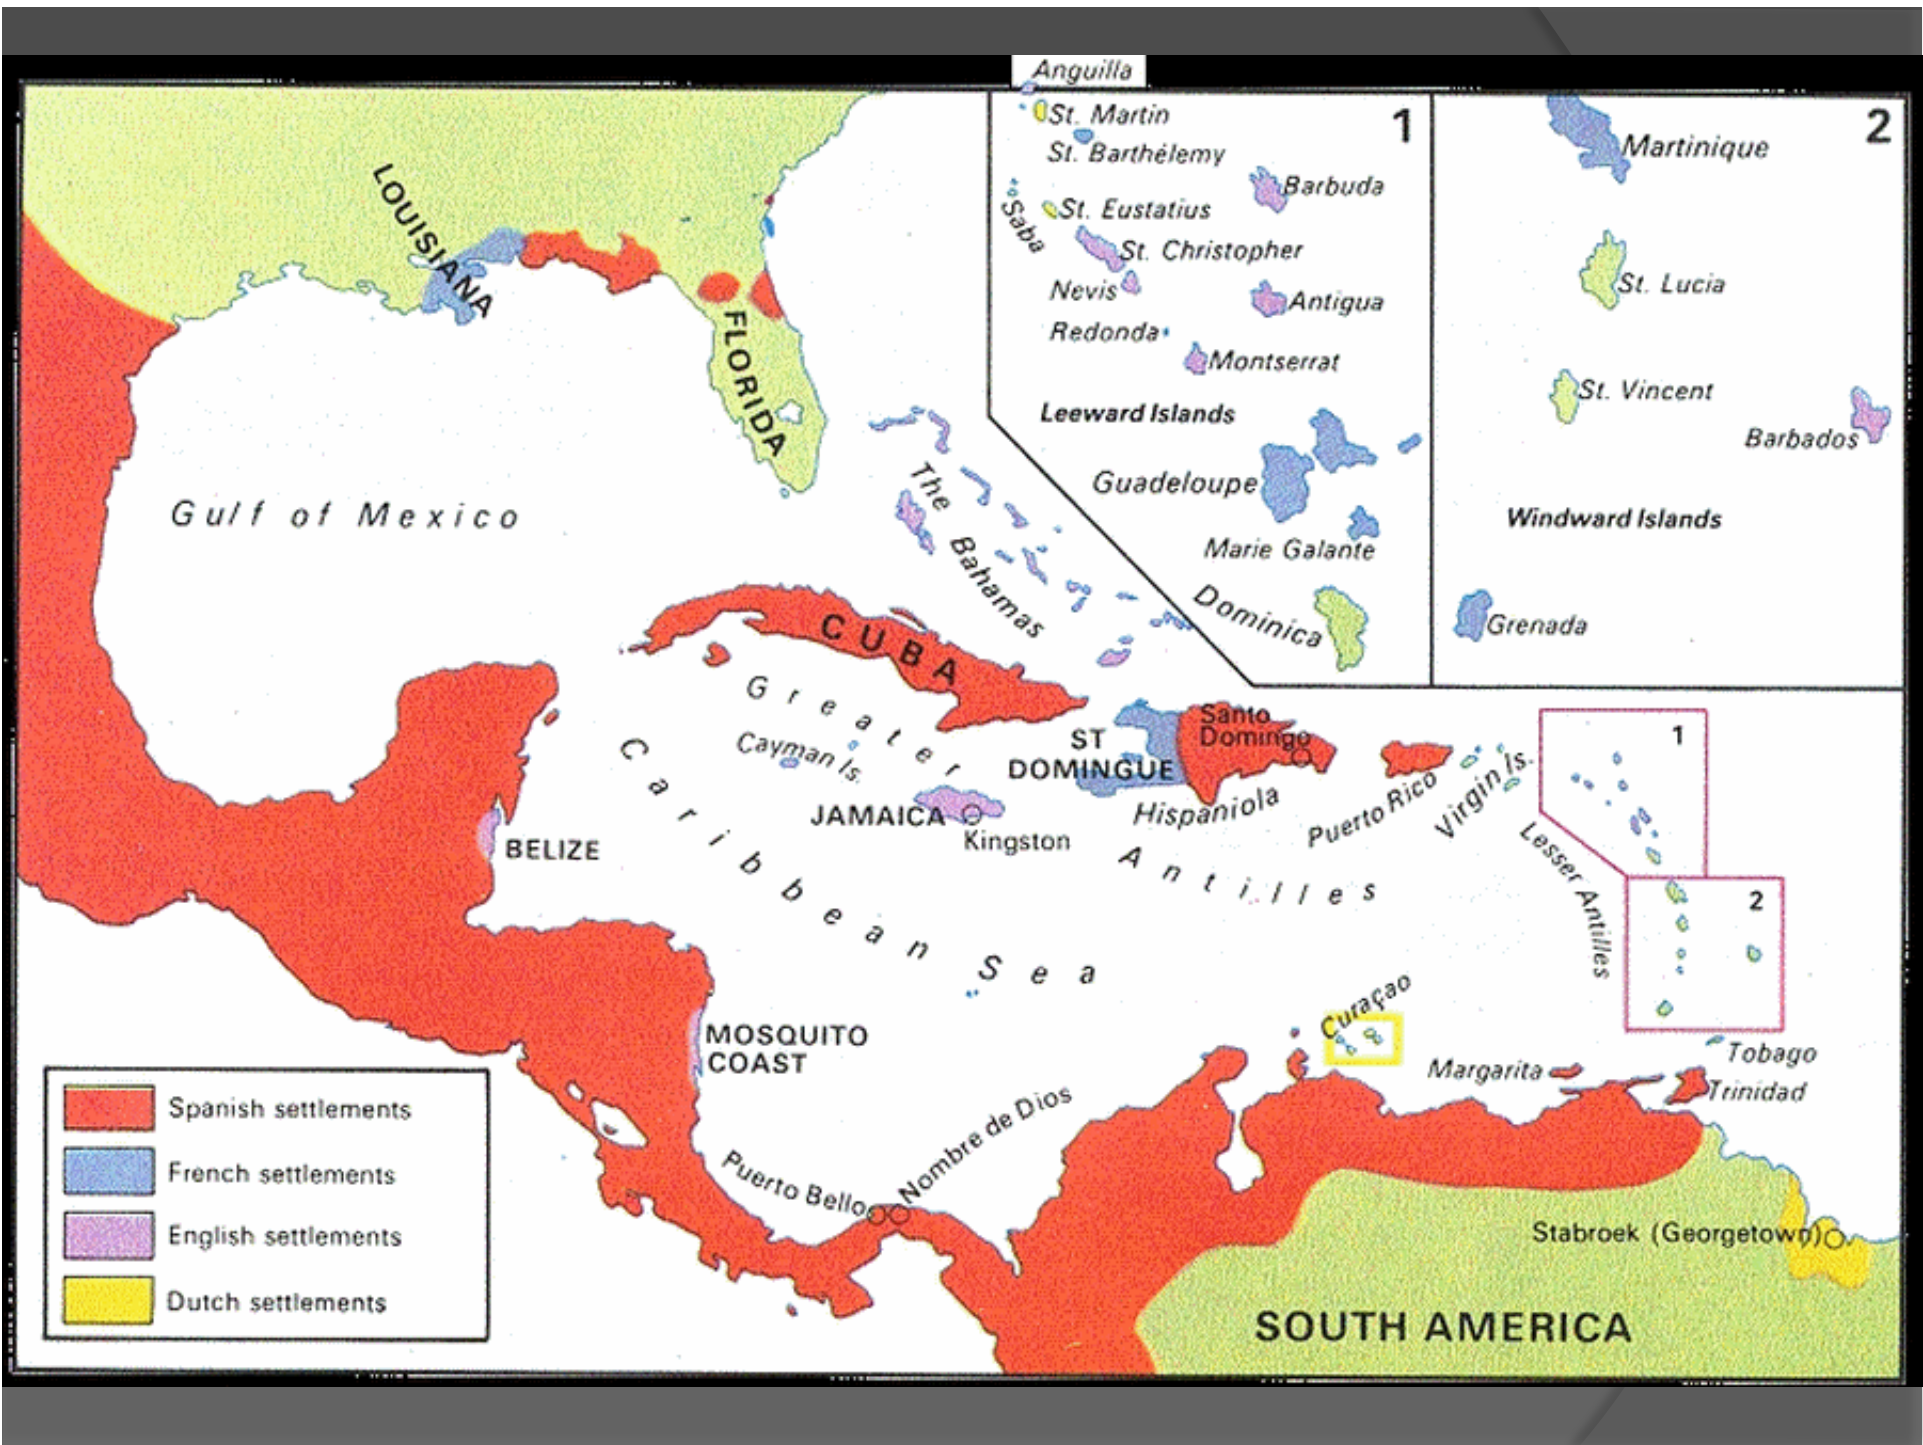 Anguilla
St. Martin
St. Barthélemy
Saba
St. Eustatius
Barbuda
St. Christopher
Nevis
Antigua
Redonda
Montserrat
Leeward Islands
Guadeloupe
Marie Galante
Dominica
1
2
Martinique
St. Lucia
St. Vincent
Barbados
Windward Islands
Grenada
LOUISIANA
FLORIDA
Gulf of Mexico
The Bahamas
CUBA
Greater
Cayman Is.
JAMAICA
Kingston
ST
DOMINGUE
Santo
Domingo
Hispaniola
Puerto Rico
Virgin Is.
Antilles
Lesser Antilles
1
2
BELIZE
Caribbean Sea
MOSQUITO
COAST
Curaçao
Margarita
Tobago
Trinidad
Puerto Bello
Nombre de Dios
Stabroek (Georgetown)
SOUTH AMERICA
Spanish settlements
French settlements
English settlements
Dutch settlements